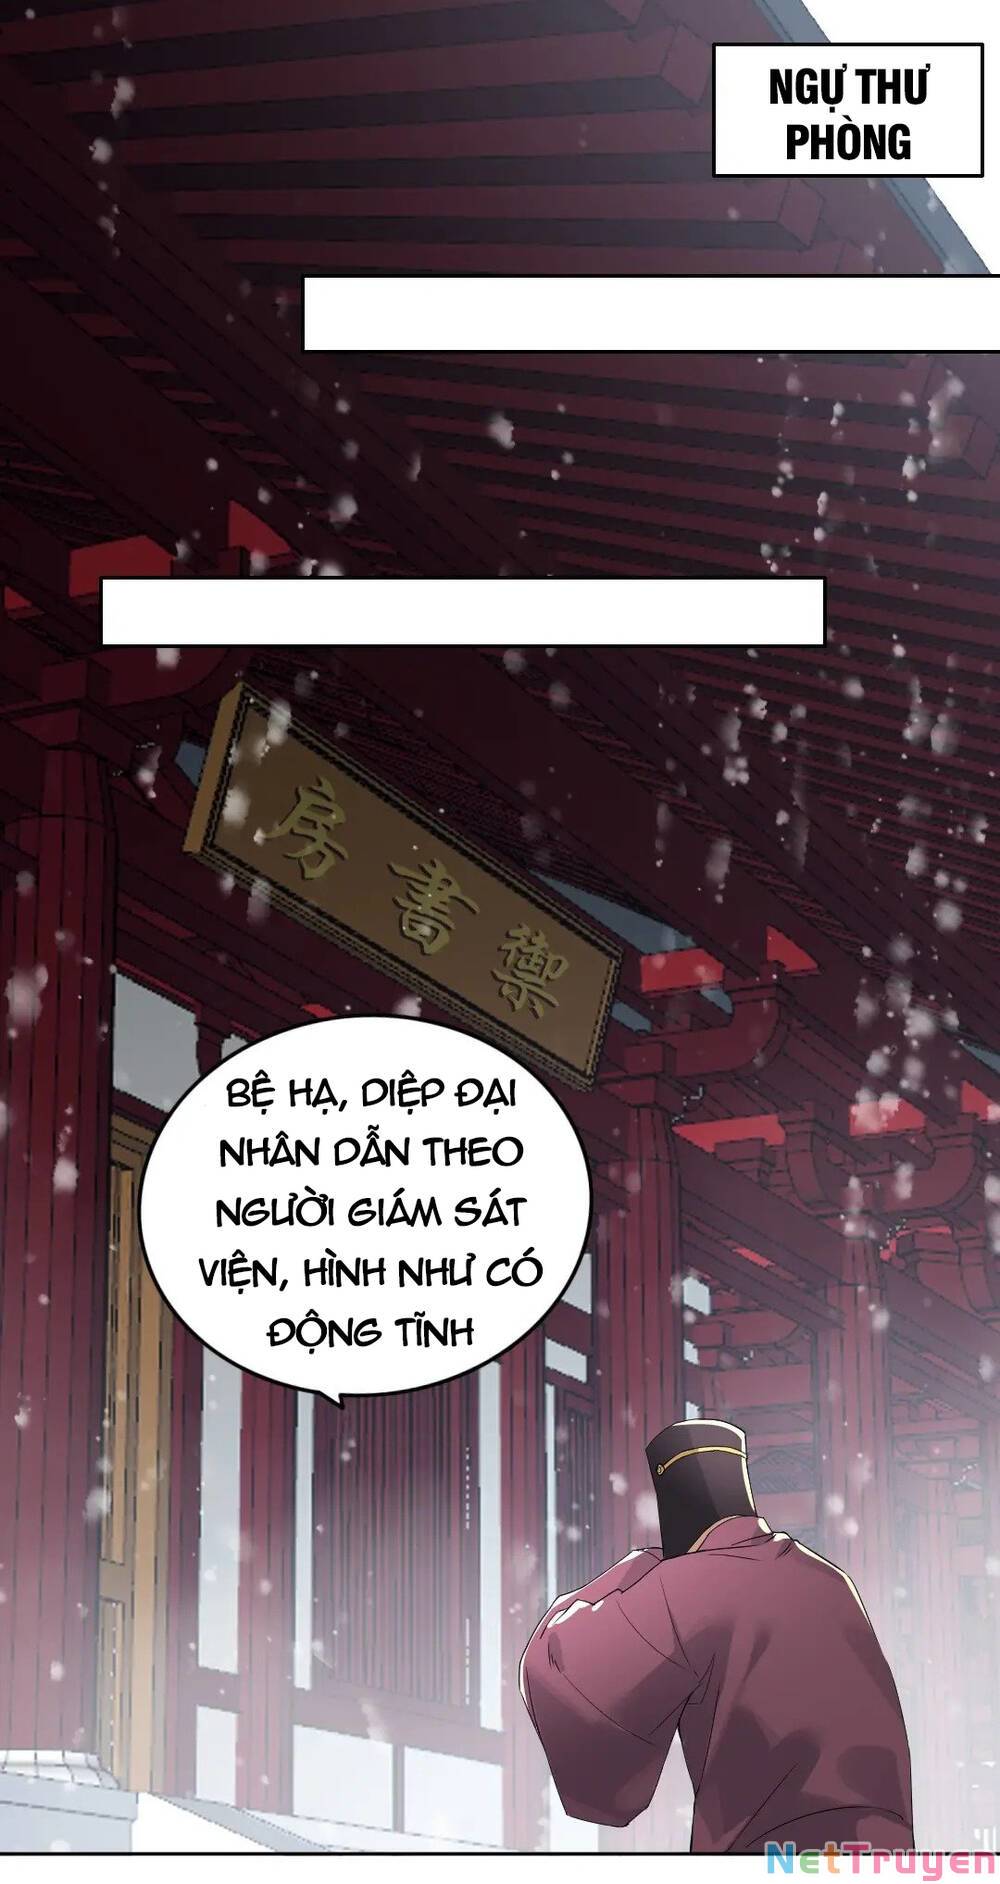 NGỰ THƯ
PHÒNG
禦書房
BỆ HẠ, DIỆP ĐẠI
NHÂN DẪN THEO
NGƯỜI GIÁM SÁT
VIỆN, HÌNH NHƯ CÓ
ĐỘNG TĨNH
NetTruyen